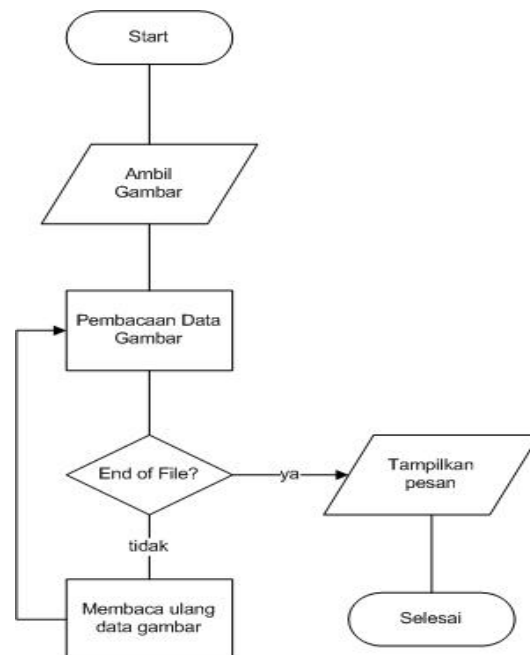 Start
Ambil
Gambar
Pembacaan Data
Gambar
End of File?
ya
Tampilkan
pesan
tidak
Membaca ulang
data gambar
Selesai